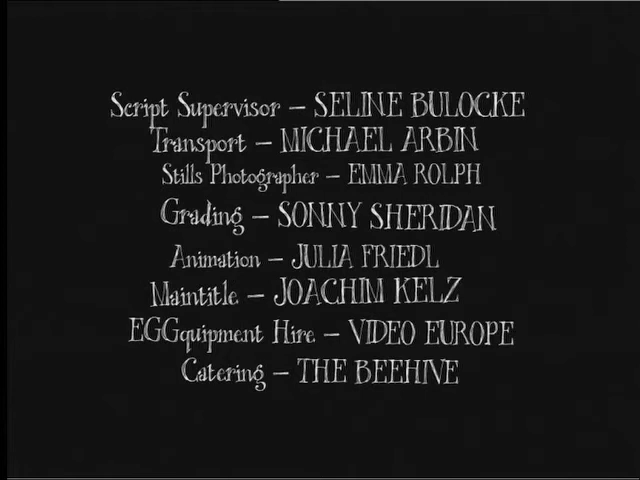 Script Supervisor – SELINE BULOCKE
Transport – MICHAEL ARBIN
Stills Photographer – EMMA ROLPH
Grading – SONNY SHERIDAN
Animation – JULIA FRIEDL
Maintitle – JOACHIM KELZ
EGGquipment Hire – VIDEO EUROPE
Catering – THE BEEHIVE